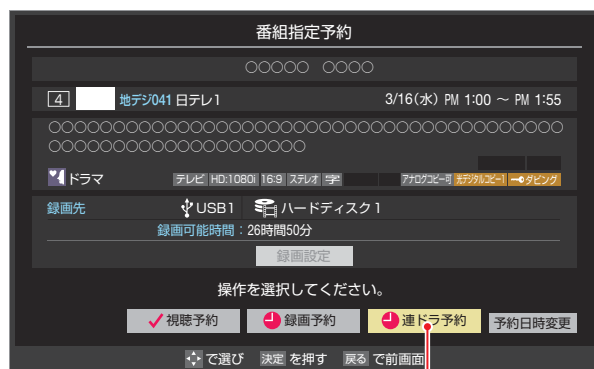 番組指定予約
○○○○○ ○○○○
4 地デジ041 日テレ1 3/16(水) PM 1:00 ～ PM 1:55
○○○○○○○○○○○○○○○○○○○○○○○○○○○○○○○○○○○○○○○○
○○○○○○○○○○○○○○○○○○○○
ドラマ テレビ HD:1080i 16:9 ステレオ 字 アナログコピー可 光デジタルコピー1 ダビング
録画先 USB1 ハードディスク1
録画可能時間：26時間50分
録画設定
操作を選択してください。
視聴予約 録画予約 連ドラ予約 予約日時変更
で選び 決定 を押す 戻る で前画面